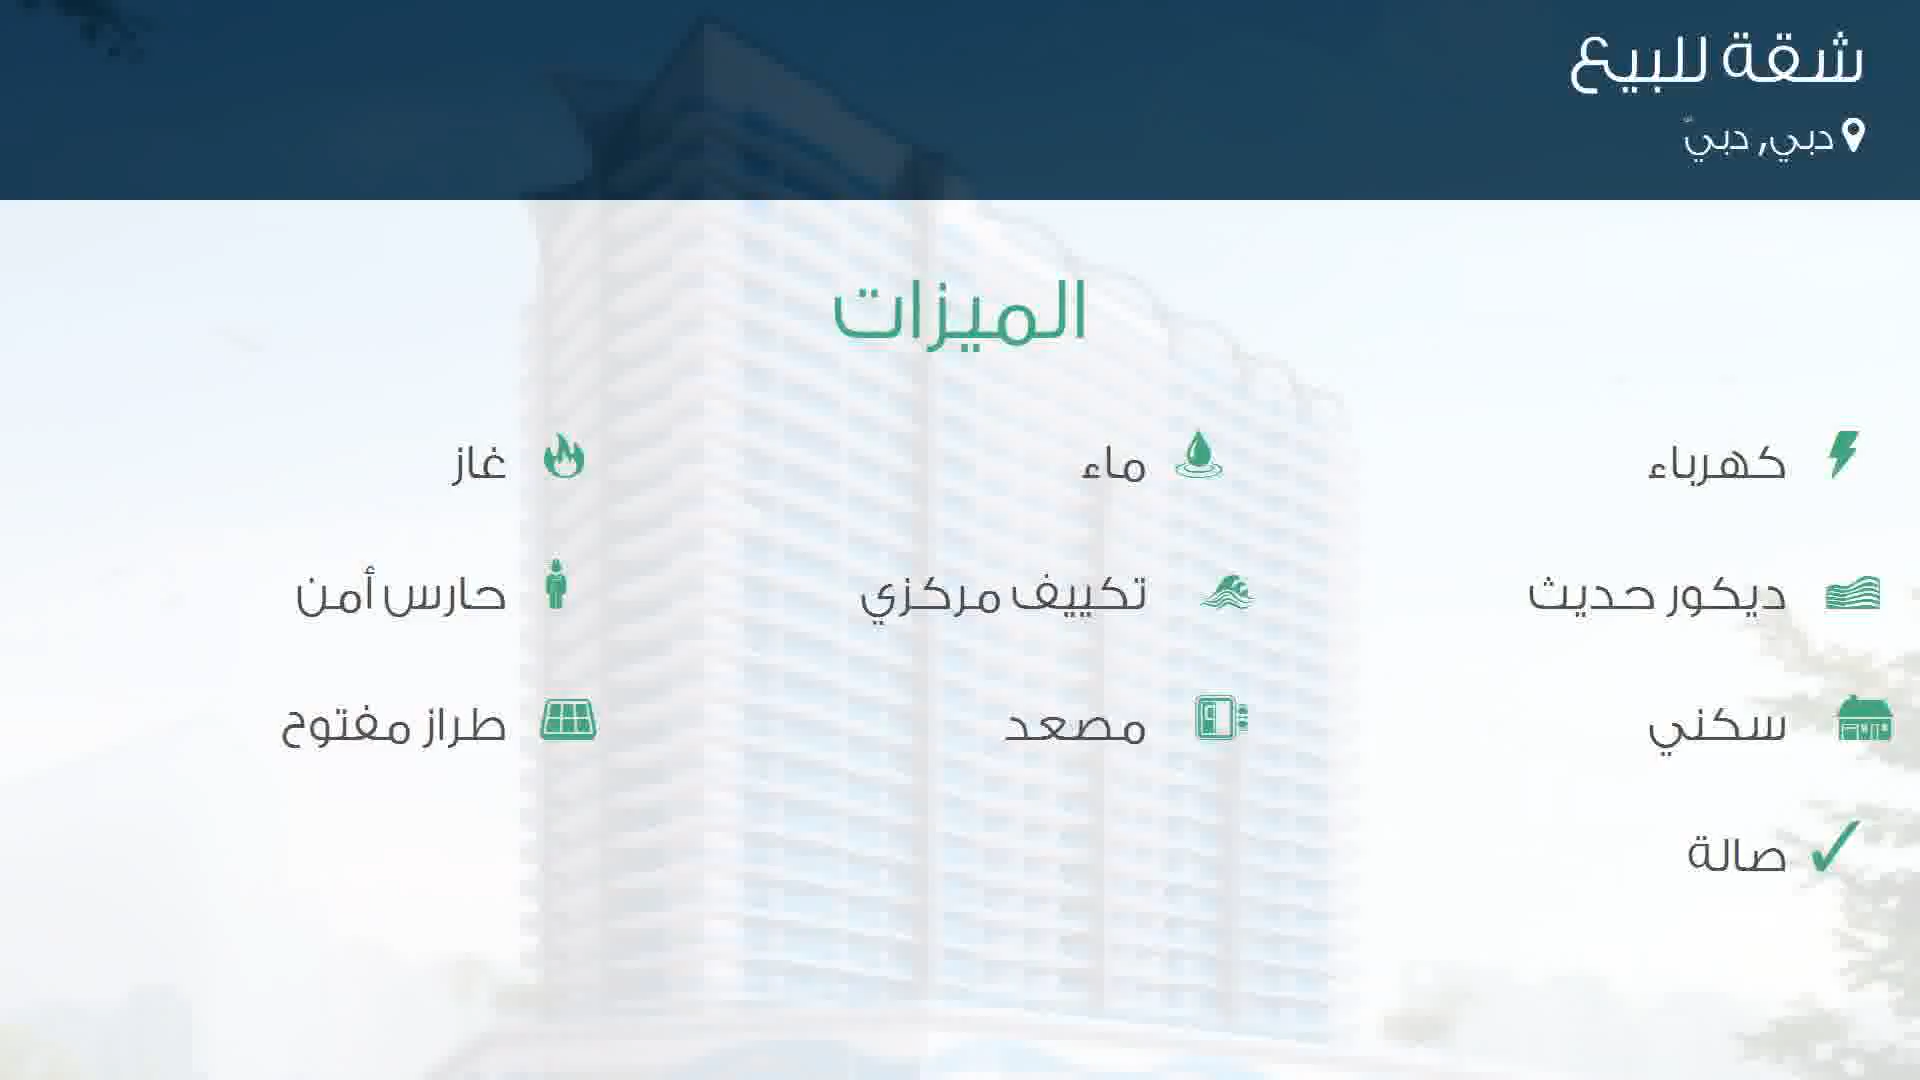 شقة للبيع
دبي, دبيّ
الميزات
كهرباء
ماء
غاز
ديكور حديث
تكييف مركزي
حارس أمن
سكني
مصعد
طراز مفتوح
صالة